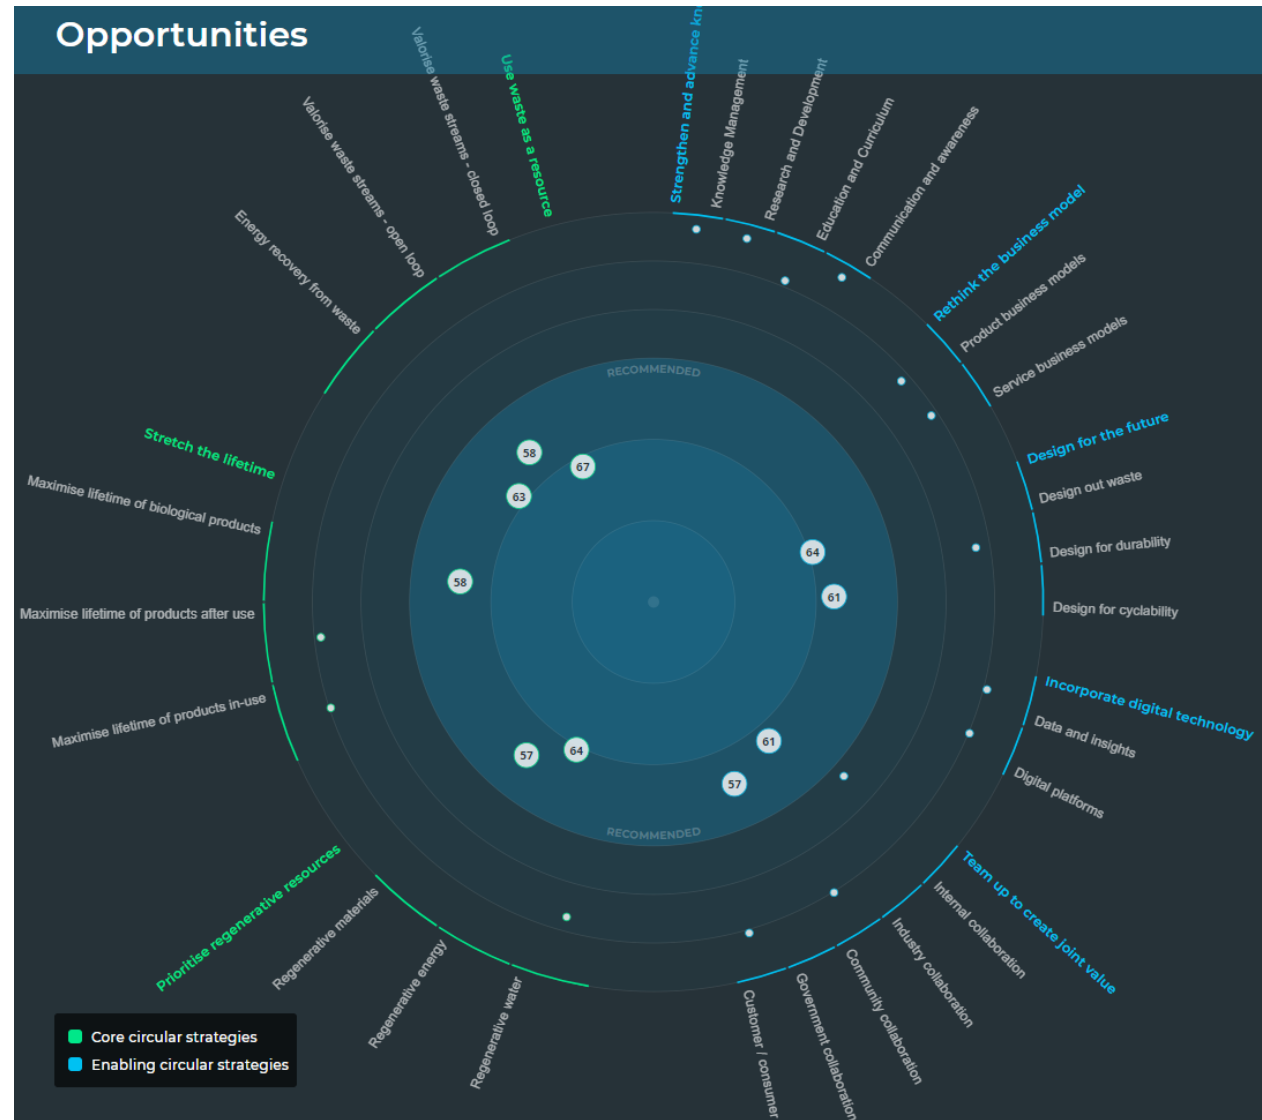 Opportunities
Use waste as a resource
Valorise waste streams - closed loop
Valorise waste streams - open loop
Energy recovery from waste
Stretch the lifetime
Maximise lifetime of biological products
Maximise lifetime of products after use
Maximise lifetime of products in-use
Prioritise regenerative resources
Regenerative materials
Regenerative energy
Regenerative water
Strengthen and advance kn
Knowledge Management
Research and Development
Education and Curriculum
Communication and awareness
Rethink the business model
Product business models
Service business models
Design for the future
Design out waste
Design for durability
Design for cyclability
Incorporate digital technology
Data and insights
Digital platforms
Team up to create joint value
Internal collaboration
Industry collaboration
Community collaboration
Government collaboration
Customer / consumer
RECOMMENDED
58
67
63
58
64
61
61
57
64
57
RECOMMENDED
Core circular strategies
Enabling circular strategies